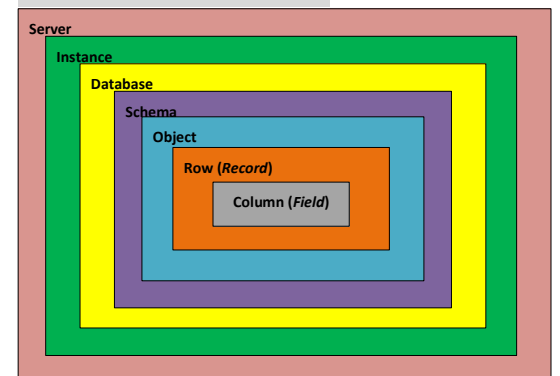 Server
Instance
Database
Schema
Object
Row (Record)
Column (Field)